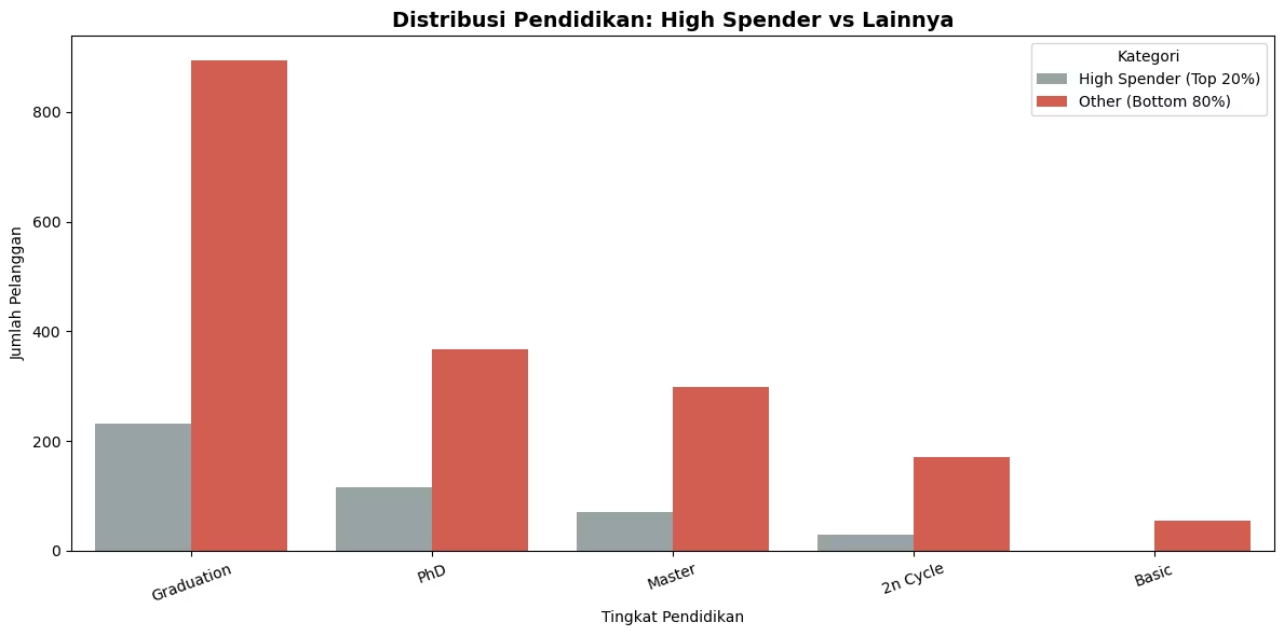 Distribusi Pendidikan: High Spender vs Lainnya
Kategori
High Spender (Top 20%)
Other (Bottom 80%)
Jumlah Pelanggan
800
600
400
200
0
Graduation
PhD
Master
2n Cycle
Basic
Tingkat Pendidikan